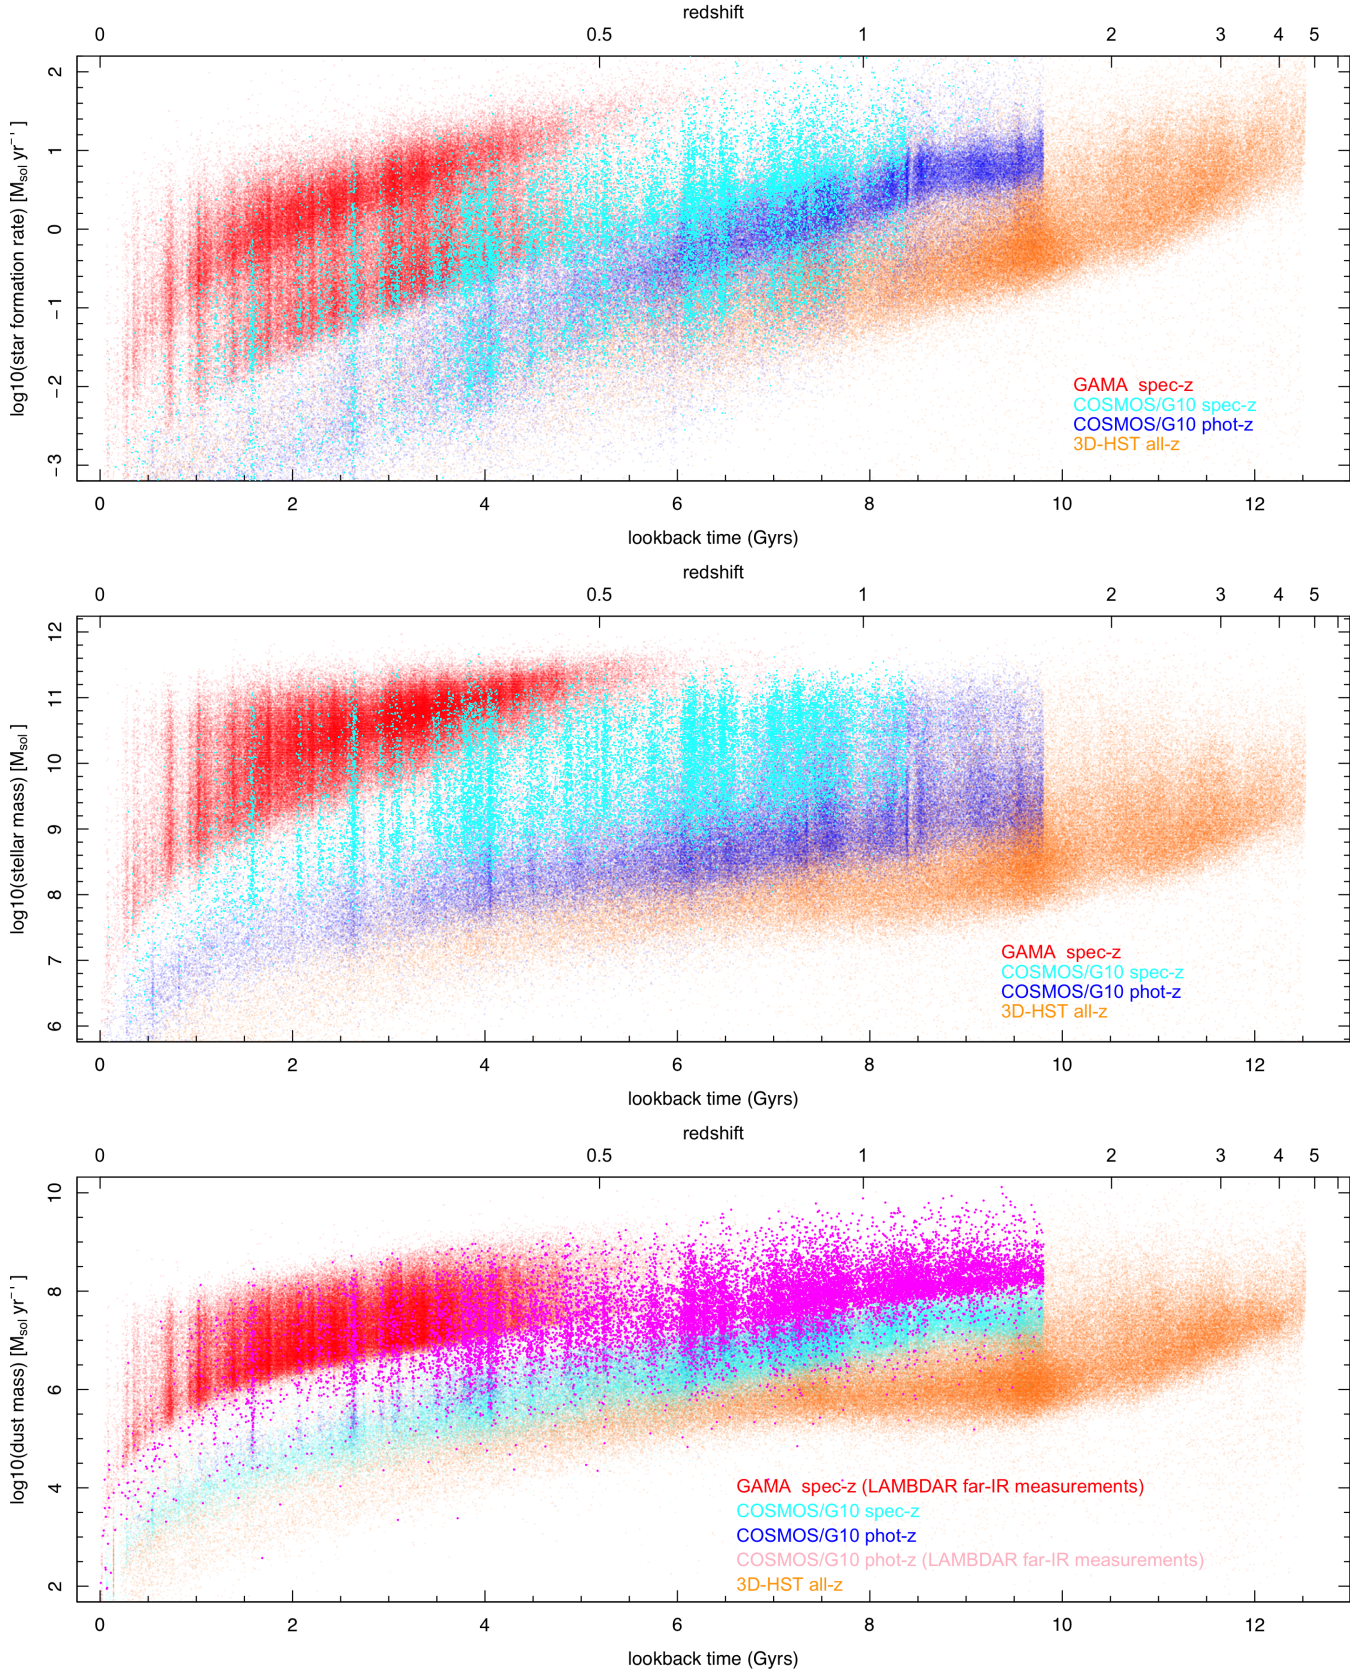 redshift
0 0.5 1 2 3 4 5
log10(star formation rate) [Msol yr⁻¹ ]
2
1
0
−1
−2
−3
GAMA spec-z
COSMOS/G10 spec-z
COSMOS/G10 phot-z
3D-HST all-z
0 2 4 6 8 10 12
lookback time (Gyrs)
redshift
0 0.5 1 2 3 4 5
log10(stellar mass) [Msol ]
12
11
10
9
8
7
6
GAMA spec-z
COSMOS/G10 spec-z
COSMOS/G10 phot-z
3D-HST all-z
0 2 4 6 8 10 12
lookback time (Gyrs)
redshift
0 0.5 1 2 3 4 5
log10(dust mass) [Msol yr⁻¹ ]
10
8
6
4
2
GAMA spec-z (LAMBDAR far-IR measurements)
COSMOS/G10 spec-z
COSMOS/G10 phot-z
COSMOS/G10 phot-z (LAMBDAR far-IR measurements)
3D-HST all-z
0 2 4 6 8 10 12
lookback time (Gyrs)